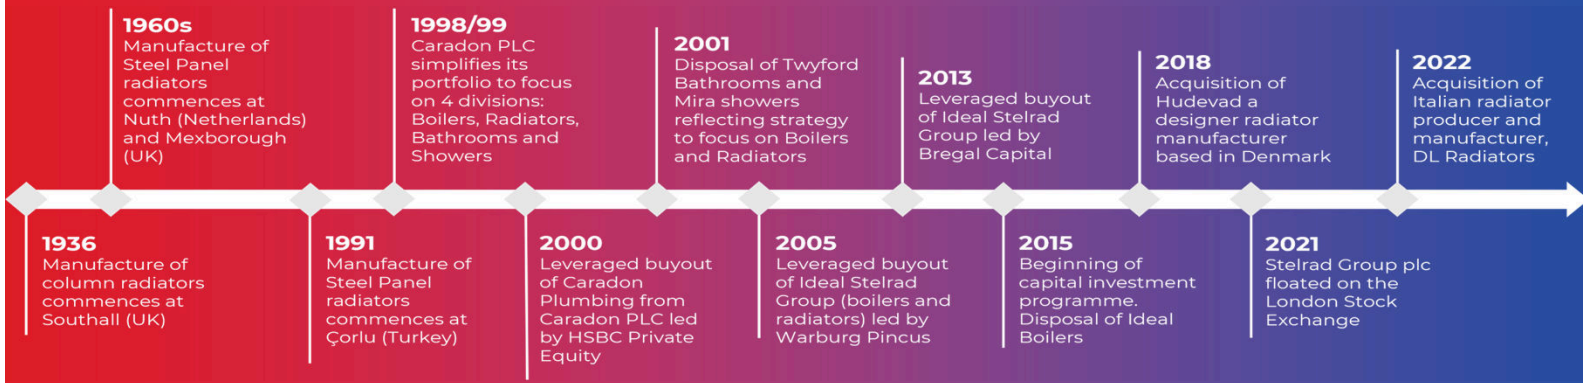 1936
Manufacture of
column radiators
commences at
Southall (UK)
1960s
Manufacture of
Steel Panel
radiators
commences at
Nuth (Netherlands)
and Mexborough
(UK)
1991
Manufacture of
Steel Panel
radiators
commences at
Çorlu (Turkey)
1998/99
Caradon PLC
simplifies its
portfolio to focus
on 4 divisions:
Boilers, Radiators,
Bathrooms and
Showers
2000
Leveraged buyout
of Caradon
Plumbing from
Caradon PLC led
by HSBC Private
Equity
2001
Disposal of Twyford
Bathrooms and
Mira showers
reflecting strategy
to focus on Boilers
and Radiators
2005
Leveraged buyout
of Ideal Stelrad
Group (boilers and
radiators) led by
Warburg Pincus
2013
Leveraged buyout
of Ideal Stelrad
Group led by
Bregal Capital
2015
Beginning of
capital investment
programme.
Disposal of Ideal
Boilers
2018
Acquisition of
Hudevad a
designer radiator
manufacturer
based in Denmark
2021
Stelrad Group plc
floated on the
London Stock
Exchange
2022
Acquisition of
Italian radiator
producer and
manufacturer,
DL Radiators